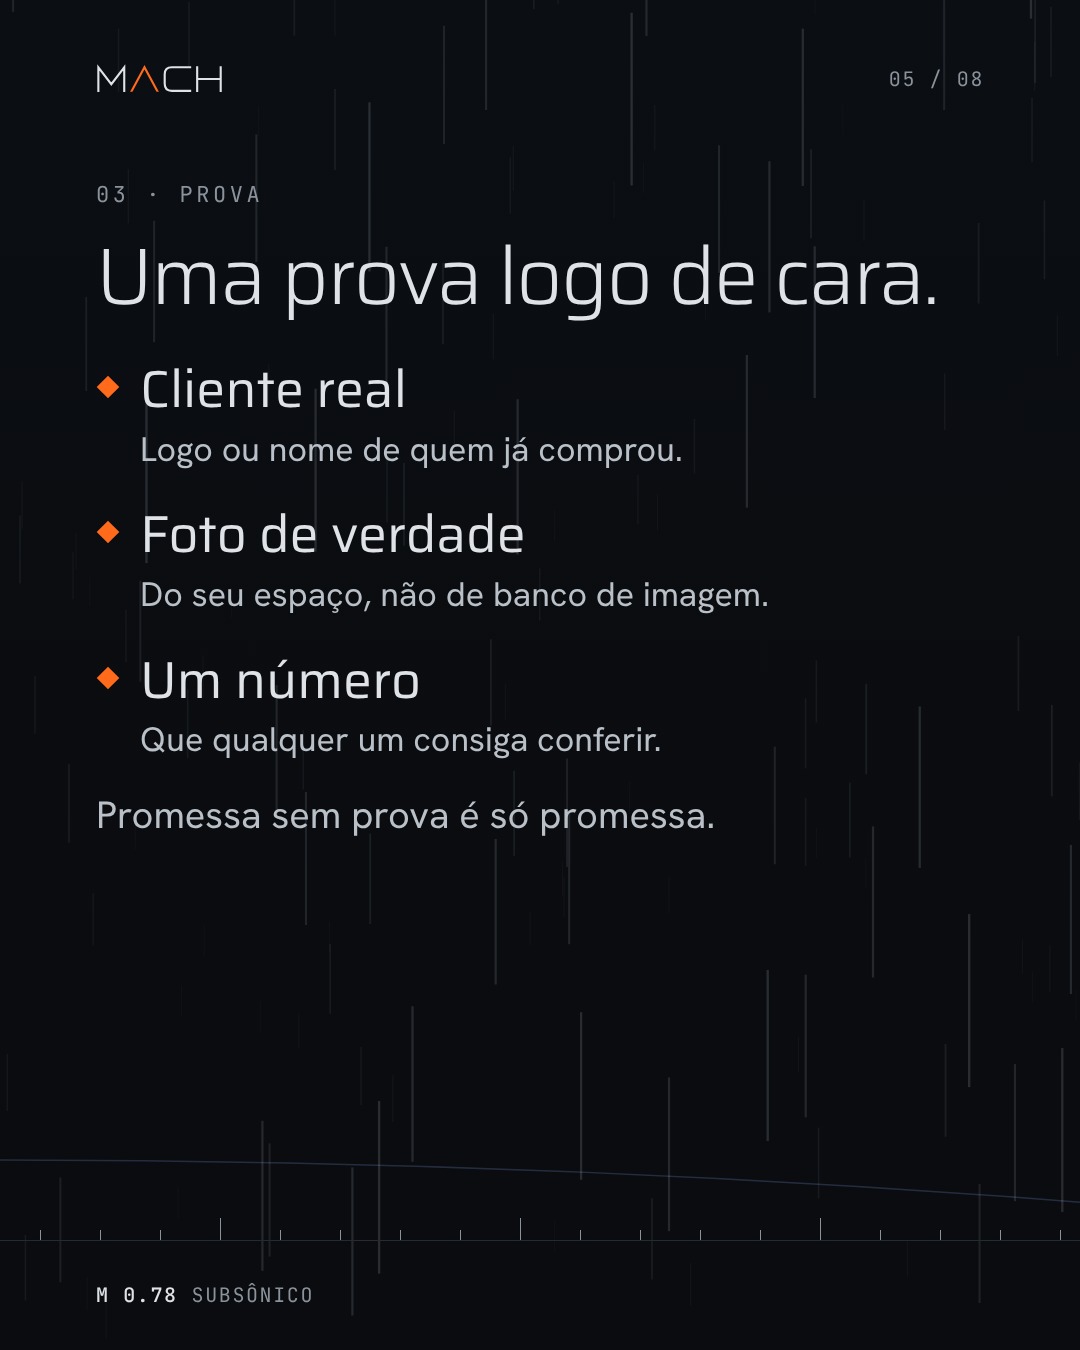 MACH
05 / 08
03 · PROVA
Uma prova logo de cara.
Cliente real
Logo ou nome de quem já comprou.
Foto de verdade
Do seu espaço, não de banco de imagem.
Um número
Que qualquer um consiga conferir.
Promessa sem prova é só promessa.
M 0.78 SUBSÔNICO